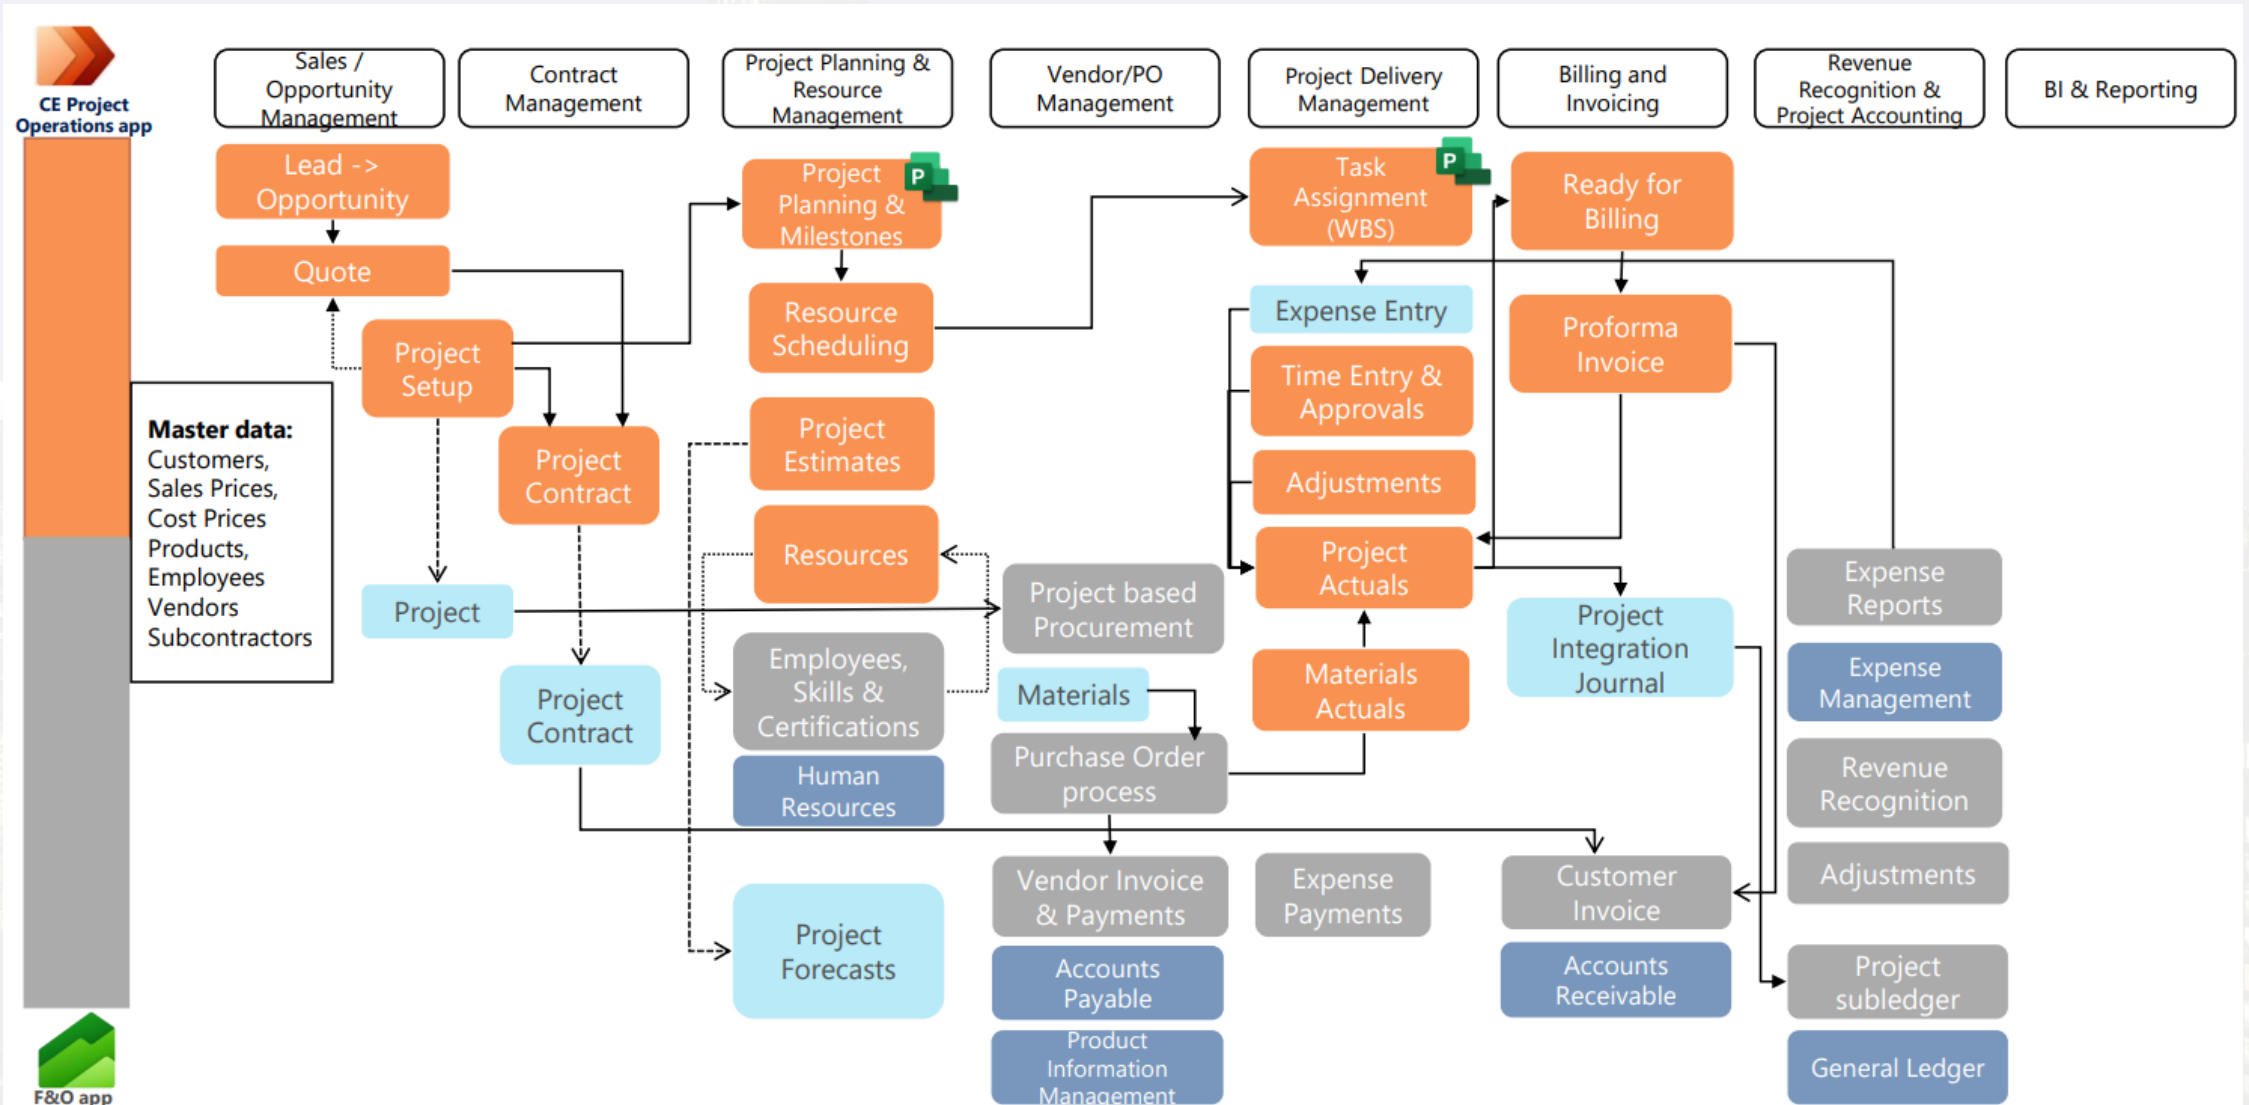 CE Project
Operations app
Sales /
Opportunity
Management
Contract
Management
Project Planning &
Resource
Management
Vendor/PO
Management
Project Delivery
Management
Billing and
Invoicing
Revenue
Recognition &
Project Accounting
BI & Reporting
Lead ->
Opportunity
Quote
Project
Setup
Master data:
Customers,
Sales Prices,
Cost Prices
Products,
Employees
Vendors
Subcontractors
Project
Project
Contract
Project
Contract
P
Project
Planning &
Milestones
Resource
Scheduling
Project
Estimates
Resources
Employees,
Skills &
Certifications
Human
Resources
Project
Forecasts
Project based
Procurement
Materials
Purchase Order
process
Vendor Invoice
& Payments
Accounts
Payable
Product
Information
Management
P
Task
Assignment
(WBS)
Expense Entry
Time Entry &
Approvals
Adjustments
Project
Actuals
Materials
Actuals
Expense
Payments
Ready for
Billing
Proforma
Invoice
Project
Integration
Journal
Customer
Invoice
Accounts
Receivable
Expense
Reports
Expense
Management
Revenue
Recognition
Adjustments
Project
subledger
General Ledger
F&O app